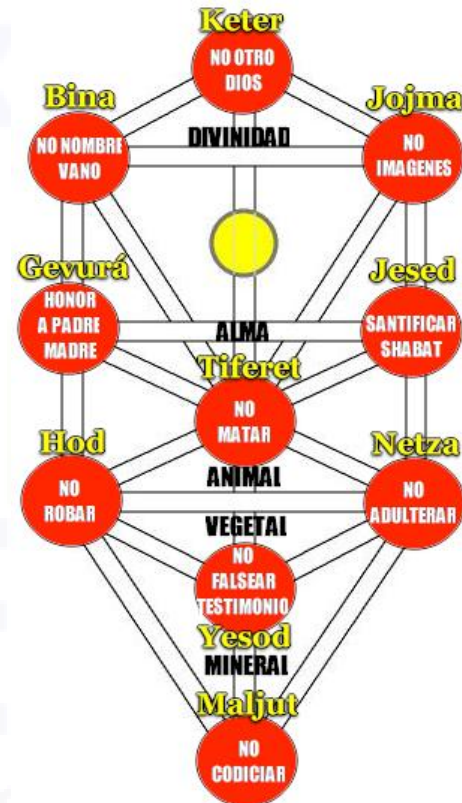 Keter
NO OTRO
DIOS
Bina
Jojma
NO NOMBRE
VANO
DIVINIDAD
NO
IMAGENES
Gevurá
Jesed
HONOR
A PADRE
MADRE
ALMA
SANTIFICAR
SHABAT
Tiferet
NO
MATAR
Hod
Netza
NO
ROBAR
ANIMAL
NO
ADULTERAR
VEGETAL
NO
FALSEAR
TESTIMONIO
Yesod
MINERAL
Maljut
NO
CODICIAR